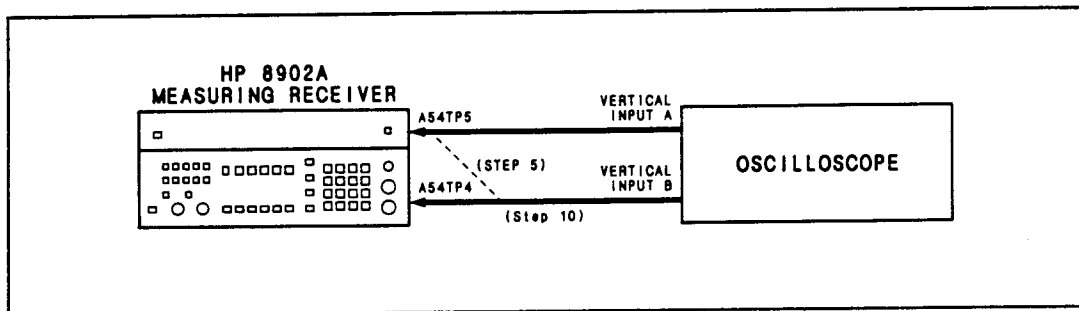 HP 8902A
MEASURING RECEIVER
A54TP5
VERTICAL
INPUT A
(STEP 5)
A54TP4
VERTICAL
INPUT B
(Step 10)
OSCILLOSCOPE